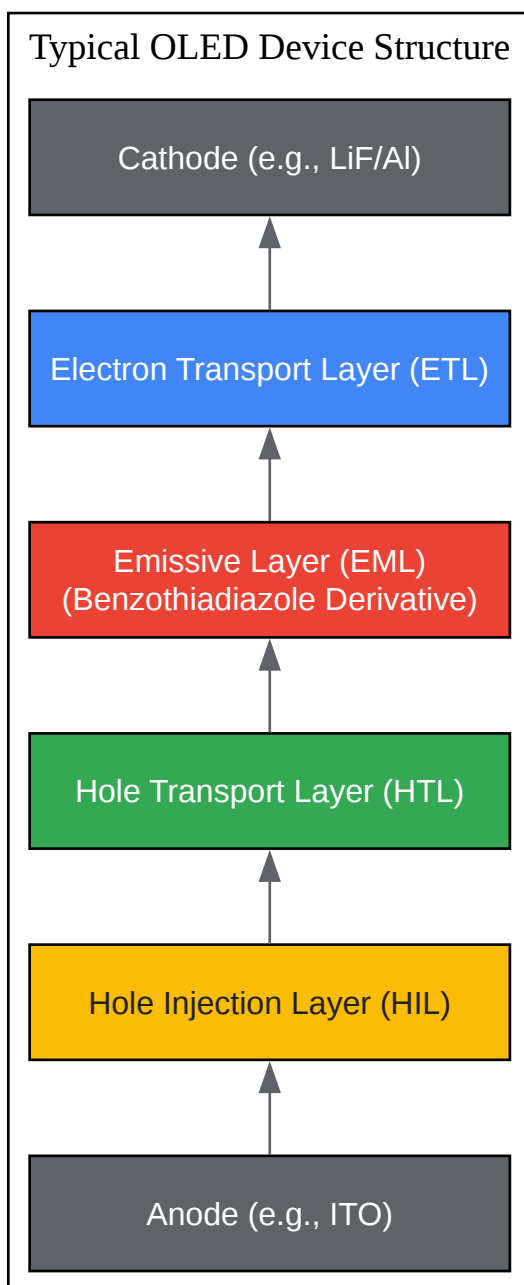 Typical OLED Device Structure
Cathode (e.g., LiF/Al)
Electron Transport Layer (ETL)
Emissive Layer (EML)
(Benzothiadiazole Derivative)
Hole Transport Layer (HTL)
Hole Injection Layer (HIL)
Anode (e.g., ITO)